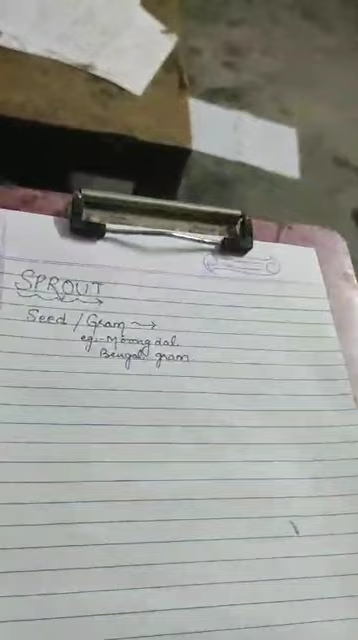 SPROUT
Seed / Gram →
eg:- Moong dal
Bengal gram